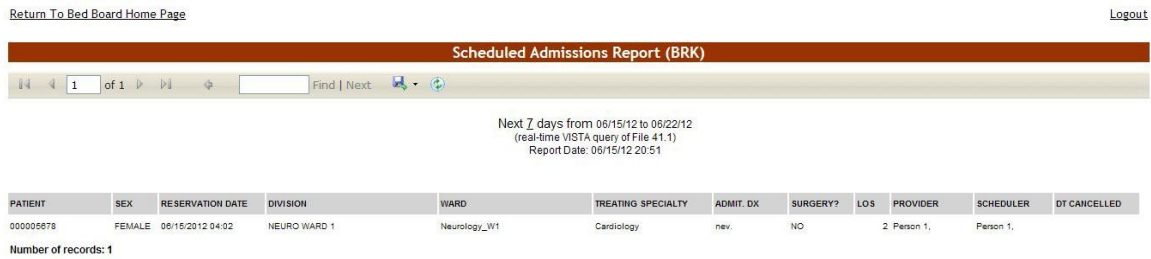 Return To Bed Board Home Page Logout
Scheduled Admissions Report (BRK)
1 of 1 Find | Next
Next 7 days from 06/15/12 to 06/22/12
(real-time VISTA query of File 41.1)
Report Date: 06/15/12 20:51
PATIENT SEX RESERVATION DATE DIVISION WARD TREATING SPECIALTY ADMIT. DX SURGERY? LOS PROVIDER SCHEDULER DT CANCELLED
000005678 FEMALE 06/15/2012 04:02 NEURO WARD 1 Neurology_W1 Cardiology nev. NO 2 Person 1, Person 1,
Number of records: 1